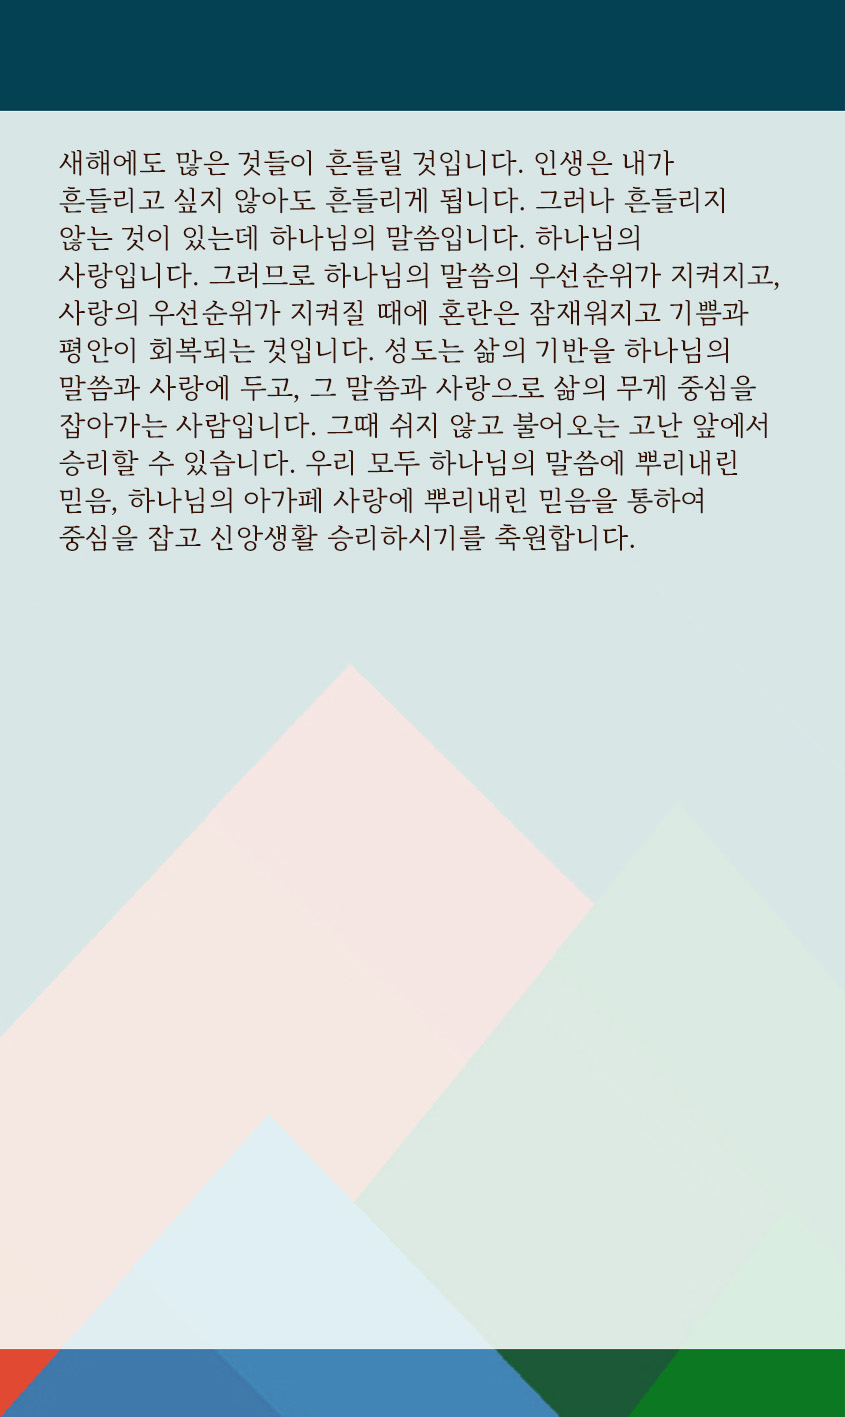 새해에도 많은 것들이 흔들릴 것입니다. 인생은 내가
흔들리고 싶지 않아도 흔들리게 됩니다. 그러나 흔들리지
않는 것이 있는데 하나님의 말씀입니다. 하나님의
사랑입니다. 그러므로 하나님의 말씀의 우선순위가 지켜지고,
사랑의 우선순위가 지켜질 때에 혼란은 잠재워지고 기쁨과
평안이 회복되는 것입니다. 성도는 삶의 기반을 하나님의
말씀과 사랑에 두고, 그 말씀과 사랑으로 삶의 무게 중심을
잡아가는 사람입니다. 그때 쉬지 않고 불어오는 고난 앞에서
승리할 수 있습니다. 우리 모두 하나님의 말씀에 뿌리내린
믿음, 하나님의 아가페 사랑에 뿌리내린 믿음을 통하여
중심을 잡고 신앙생활 승리하시기를 축원합니다.